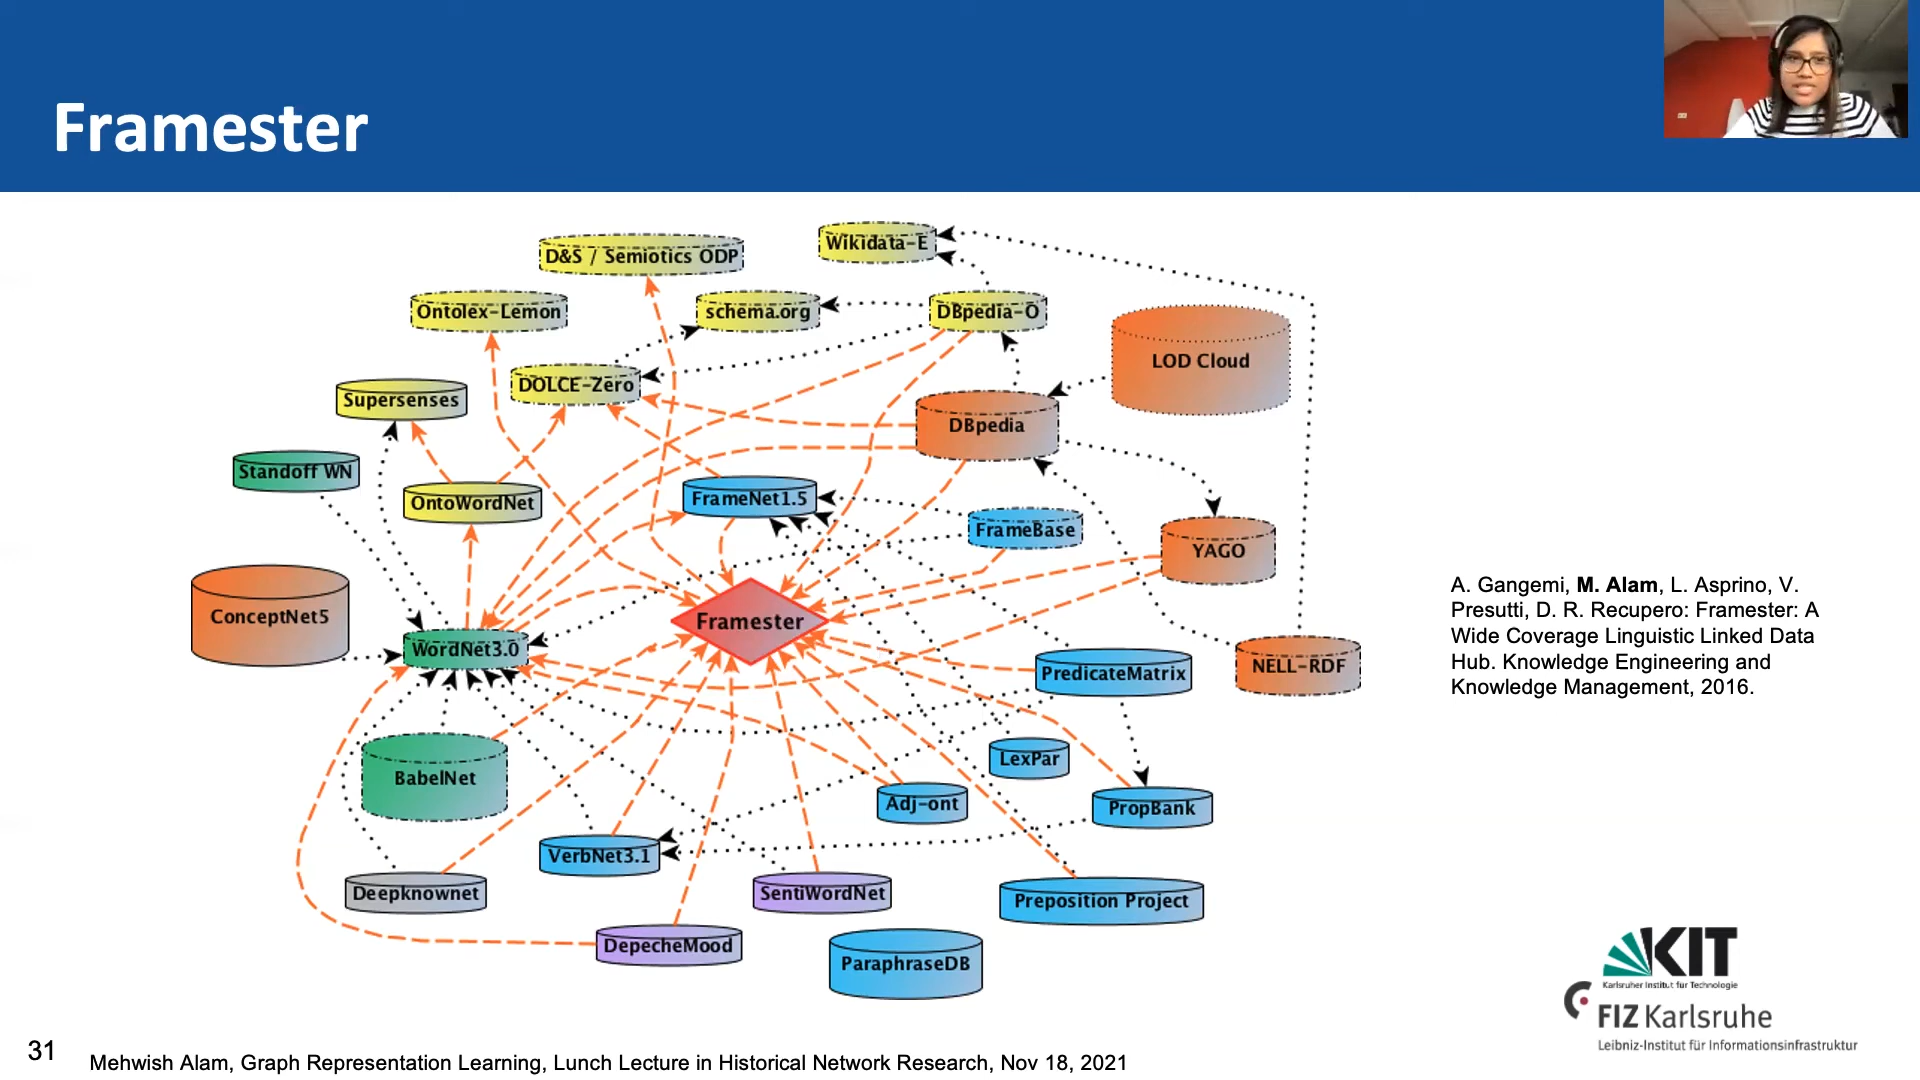 Framester
D&S / Semiotics ODP
Wikidata-E
Ontolex-Lemon
schema.org
DBpedia-O
LOD Cloud
Supersenses
DOLCE-Zero
DBpedia
Standoff WN
OntoWordNet
FrameNet1.5
FrameBase
YAGO
ConceptNet5
WordNet3.0
Framester
PredicateMatrix
NELL-RDF
BabelNet
LexPar
Adj-ont
PropBank
VerbNet3.1
Deepknownet
SentiWordNet
Preposition Project
DepecheMood
ParaphraseDB
A. Gangemi, M. Alam, L. Asprino, V.
Presutti, D. R. Recupero: Framester: A
Wide Coverage Linguistic Linked Data
Hub. Knowledge Engineering and
Knowledge Management, 2016.
KIT
Karlsruher Institut für Technologie
FIZ Karlsruhe
Leibniz-Institut für Informationsinfrastruktur
31
Mehwish Alam, Graph Representation Learning, Lunch Lecture in Historical Network Research, Nov 18, 2021